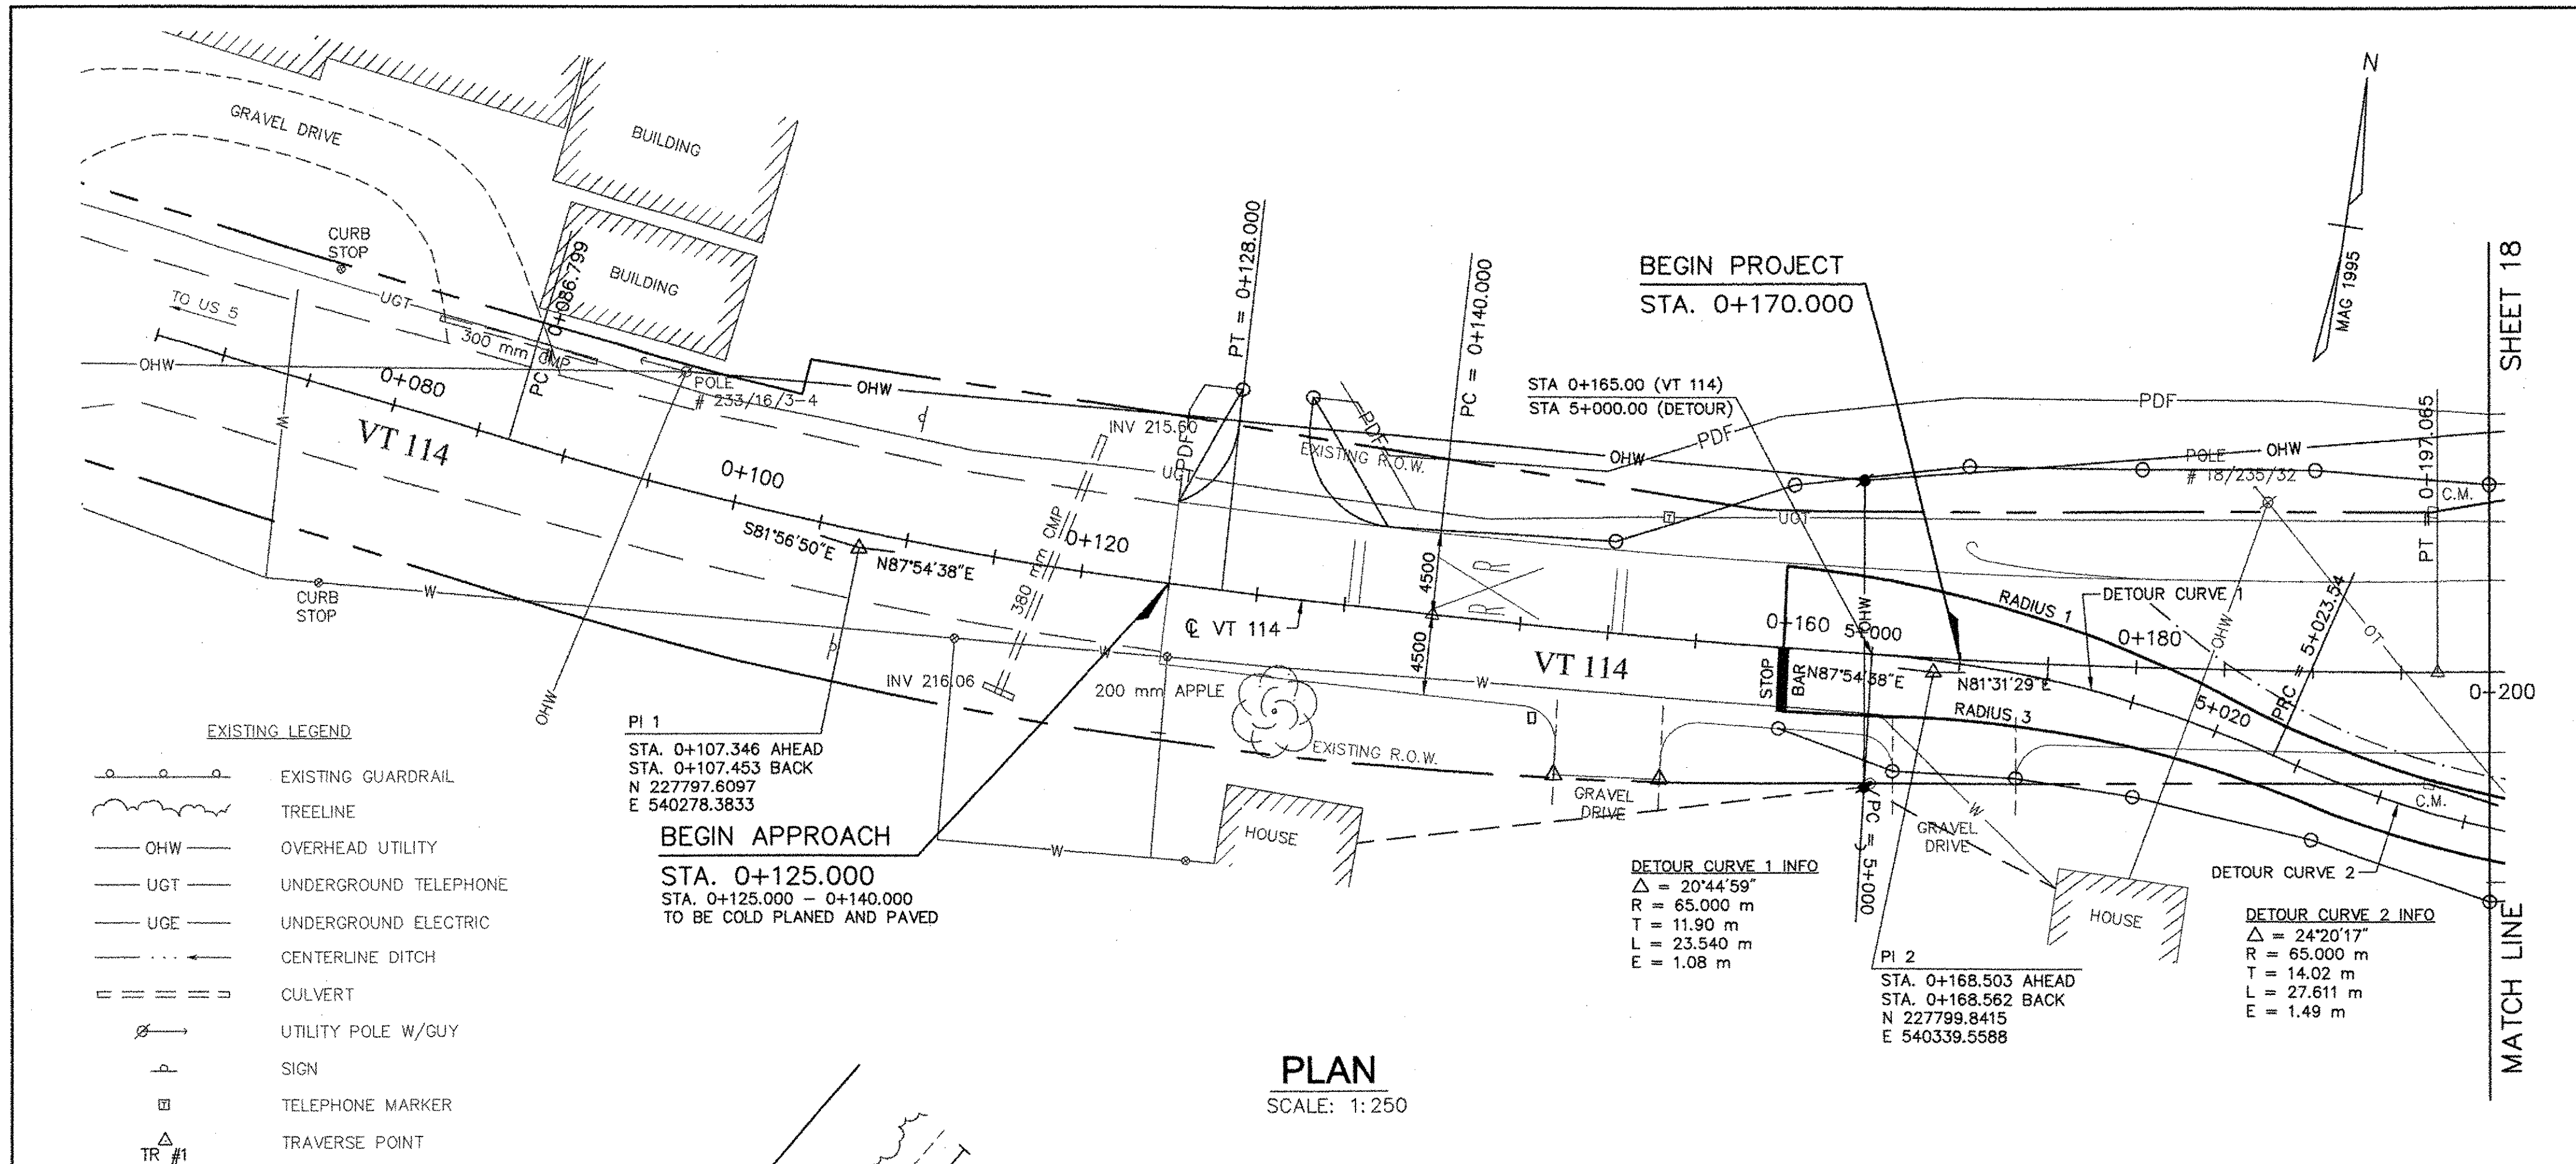 GRAVEL DRIVE
BUILDING
BUILDING
CURB
STOP
TO US 5
UGT
300 mm CMP
PC
0+086.799
OHW
0+080
VT 114
POLE
# 233/16/3-4
OHW
W
0+100
S81°56'50"E
N87°54'38"E
INV 215.60
380 mm CMP
0+120
INV 216.06
CURB
STOP
W
OHW
PDF
UGT
PT = 0+128.000
PDF
EXISTING R.O.W.
PC = 0+140.000
4500
4500
R
R
℄ VT 114
W
200 mm APPLE
EXISTING R.O.W.
HOUSE
W
W
PI 1
STA. 0+107.346 AHEAD
STA. 0+107.453 BACK
N 227797.6097
E 540278.3833
BEGIN APPROACH
STA. 0+125.000
STA. 0+125.000 - 0+140.000
TO BE COLD PLANED AND PAVED
BEGIN PROJECT
STA. 0+170.000
STA 0+165.00 (VT 114)
STA 5+000.00 (DETOUR)
OHW
PDF
PDF
UGT
OHW
POLE
# 18/235/32
C.M.
PT = 0+197.065
N
MAG 1995
SHEET 18
VT 114
0+160
5+000
OHW
STOP
BAR
N87°54'38"E
N81°31'29"E
RADIUS 1
RADIUS 3
DETOUR CURVE 1
0+180
5+020
PRC = 5+023.54
OHW
OT
0+200
C.M.
GRAVEL
DRIVE
PC = 5+000
W
GRAVEL
DRIVE
HOUSE
DETOUR CURVE 2
DETOUR CURVE 1 INFO
△ = 20°44'59"
R = 65.000 m
T = 11.90 m
L = 23.540 m
E = 1.08 m
PI 2
STA. 0+168.503 AHEAD
STA. 0+168.562 BACK
N 227799.8415
E 540339.5588
DETOUR CURVE 2 INFO
△ = 24°20'17"
R = 65.000 m
T = 14.02 m
L = 27.611 m
E = 1.49 m
MATCH LINE
EXISTING LEGEND
EXISTING GUARDRAIL
TREELINE
OHW OVERHEAD UTILITY
UGT UNDERGROUND TELEPHONE
UGE UNDERGROUND ELECTRIC
CENTERLINE DITCH
CULVERT
UTILITY POLE W/GUY
SIGN
T TELEPHONE MARKER
TRAVERSE POINT
TR #1
PLAN
SCALE: 1:250